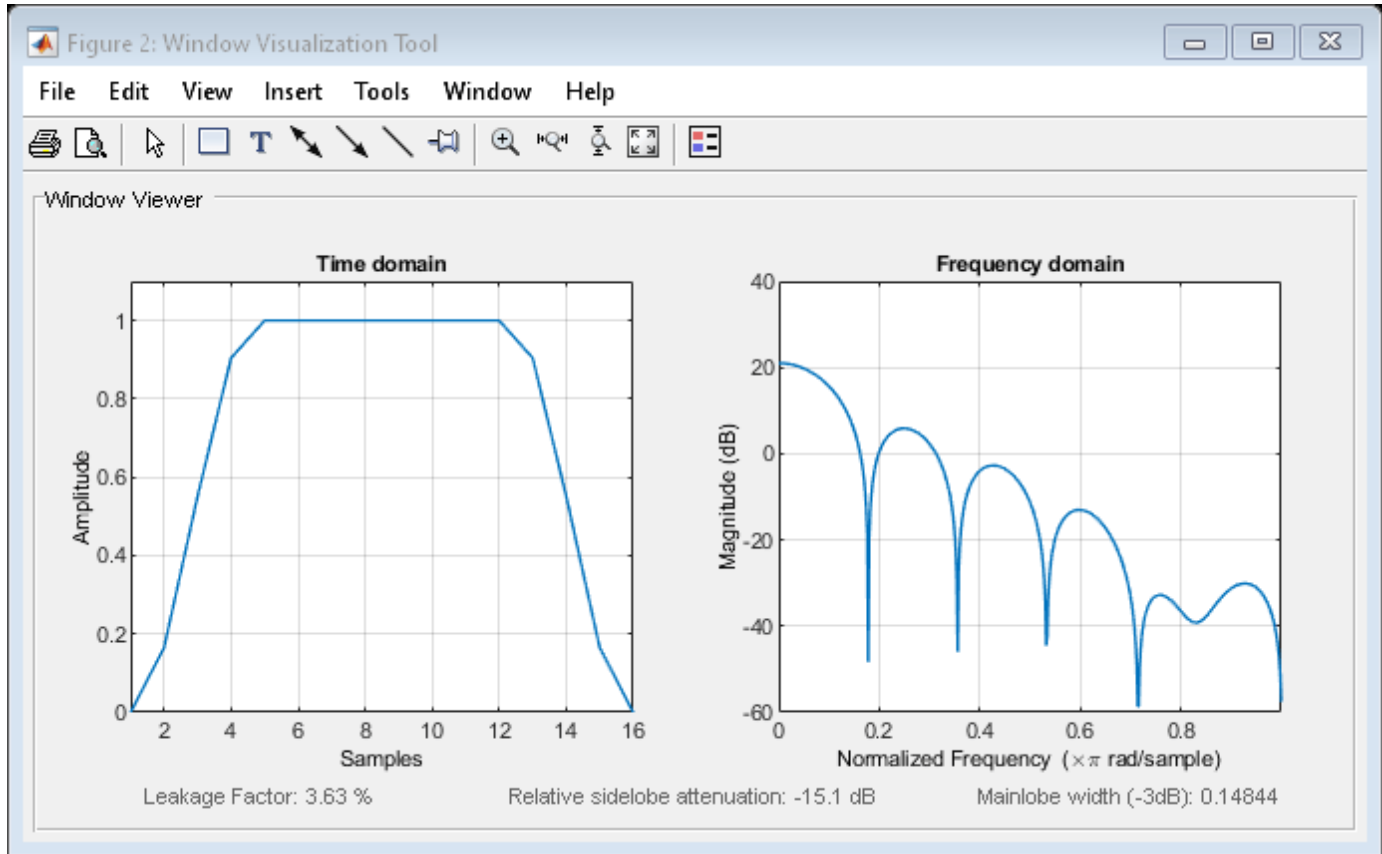 Figure 2: Window Visualization Tool
File Edit View Insert Tools Window Help
T
Window Viewer
Time domain
1
0.8
0.6
0.4
0.2
0
Amplitude
2 4 6 8 10 12 14 16
Samples
Frequency domain
40
20
0
-20
-40
-60
Magnitude (dB)
0 0.2 0.4 0.6 0.8
Normalized Frequency (×π rad/sample)
Leakage Factor: 3.63 % Relative sidelobe attenuation: -15.1 dB Mainlobe width (-3dB): 0.14844